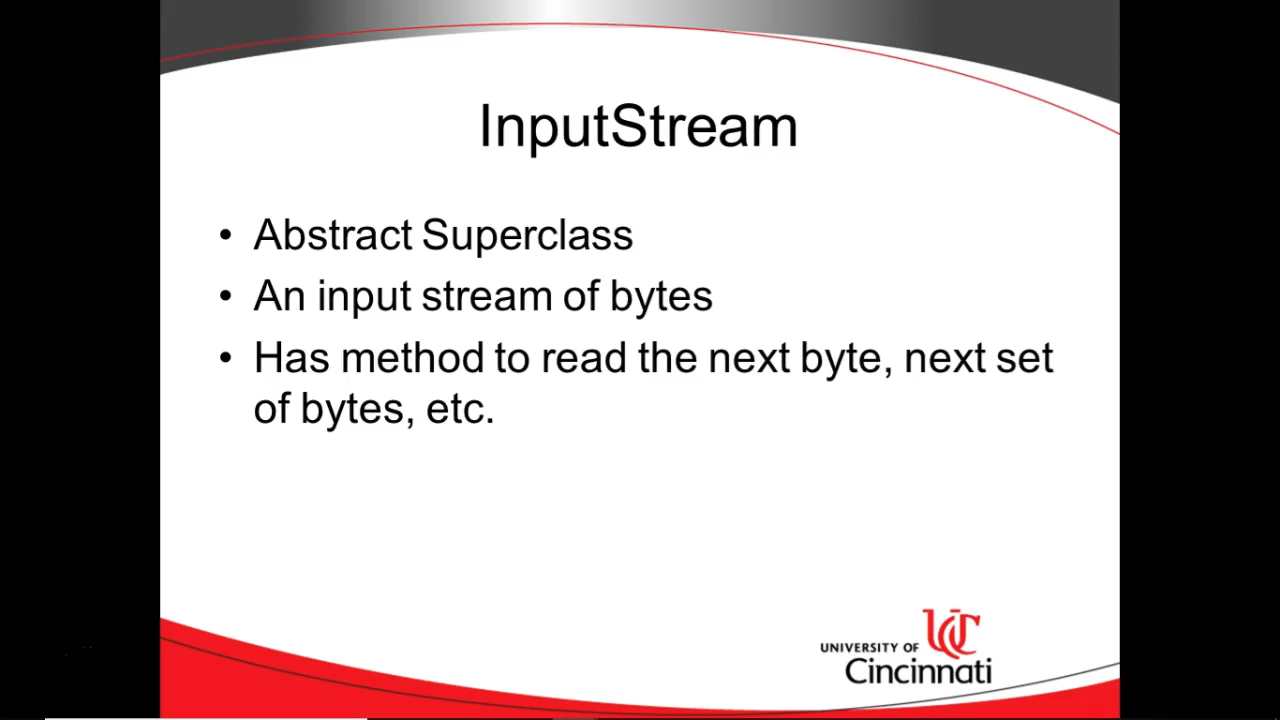 InputStream
• Abstract Superclass
• An input stream of bytes
• Has method to read the next byte, next set
of bytes, etc.
UNIVERSITY OF
UC
Cincinnati